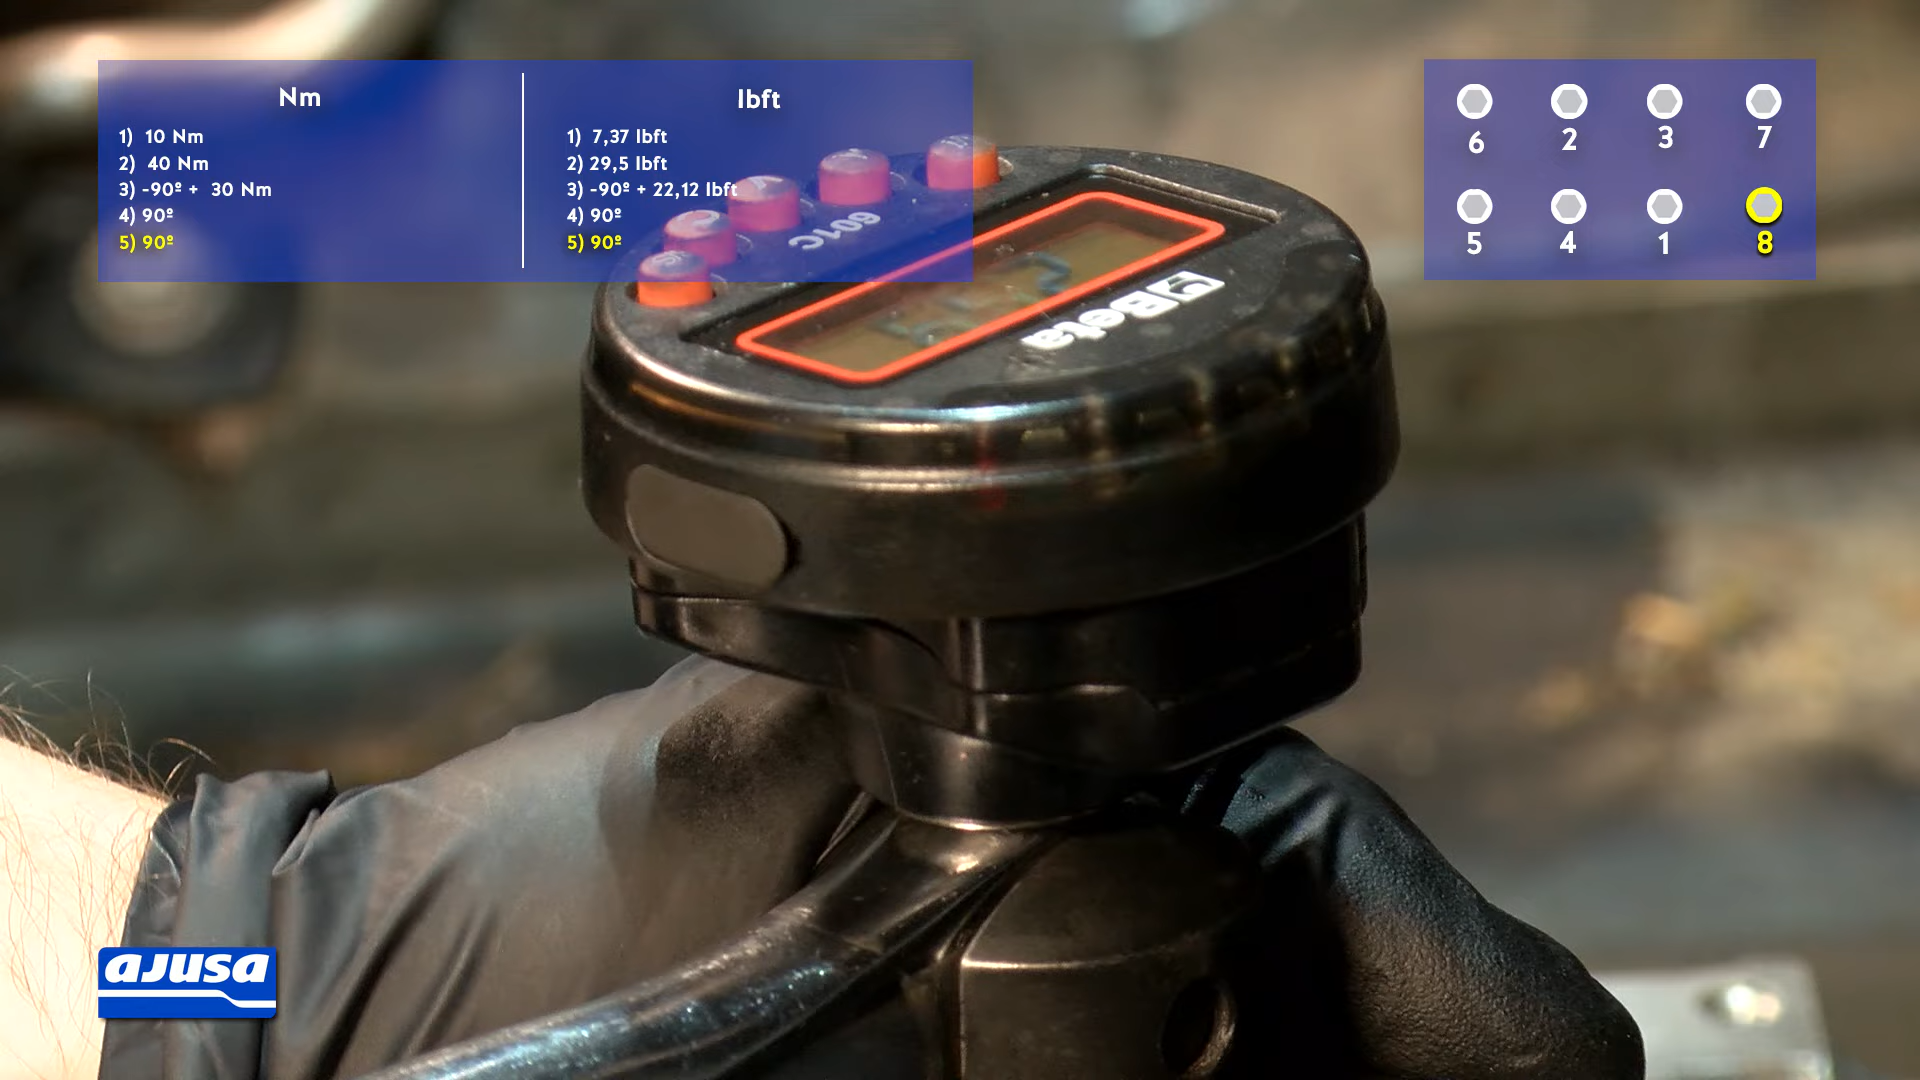 Nm
1) 10 Nm
2) 40 Nm
3) -90º + 30 Nm
4) 90º
5) 90º
lbft
1) 7,37 lbft
2) 29,5 lbft
3) -90º + 22,12 lbft
4) 90º
5) 90º
6 2 3 7
5 4 1 8
601C
Beta
ajusa